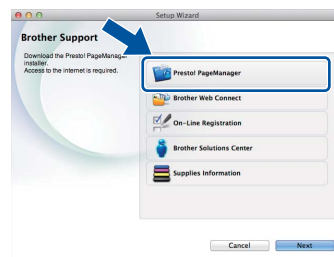 Setup Wizard
Brother Support
Download the Presto! PageManager
installer.
Access to the internet is required.
Presto! PageManager
Brother Web Connect
On-Line Registration
Brother Solutions Center
Supplies Information
Cancel
Next